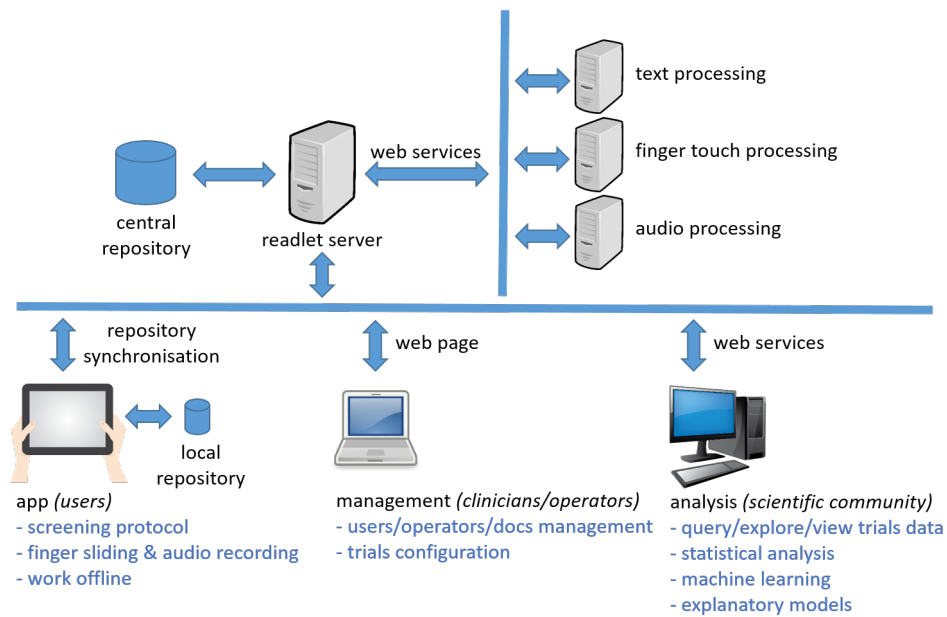 text processing
web services
finger touch processing
central
repository
readlet server
audio processing
repository
synchronisation
web page
web services
local
repository
app (users)
- screening protocol
- finger sliding & audio recording
- work offline
management (clinicians/operators)
- users/operators/docs management
- trials configuration
analysis (scientific community)
- query/explore/view trials data
- statistical analysis
- machine learning
- explanatory models